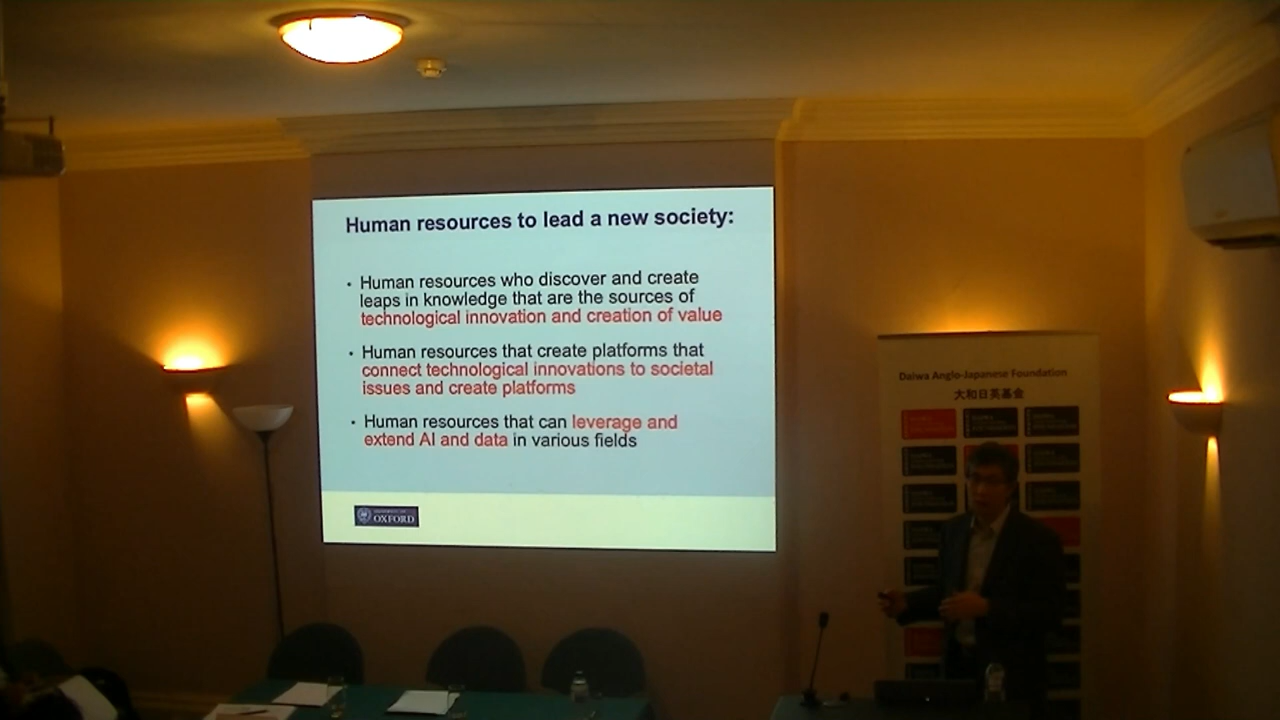 Human resources to lead a new society:
• Human resources who discover and create
leaps in knowledge that are the sources of
technological innovation and creation of value
• Human resources that create platforms that
connect technological innovations to societal
issues and create platforms
• Human resources that can leverage and
extend AI and data in various fields
OXFORD
Daiwa Anglo-Japanese Foundation
大和日英基金